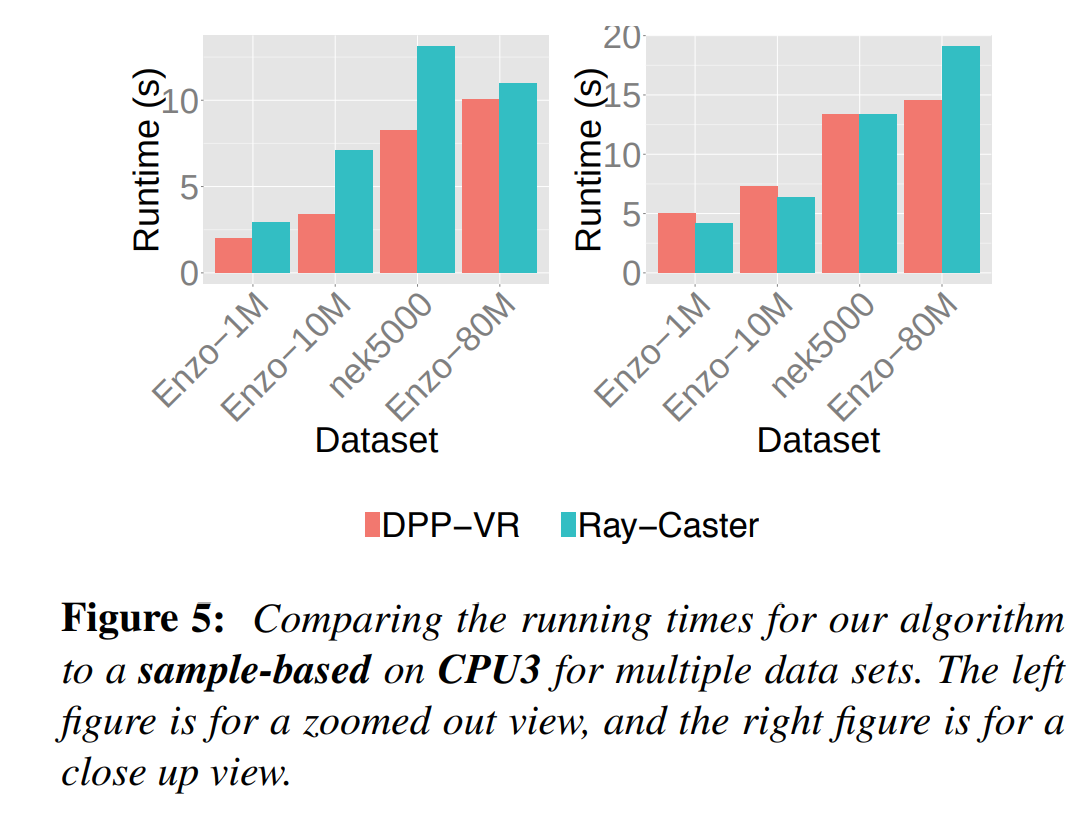 Runtime (s)
10
5
0
Enzo−1M
Enzo−10M
nek5000
Enzo−80M
Dataset
Runtime (s)
20
15
10
5
0
Enzo−1M
Enzo−10M
nek5000
Enzo−80M
Dataset
DPP−VR Ray−Caster
Figure 5: Comparing the running times for our algorithm
to a sample-based on CPU3 for multiple data sets. The left
figure is for a zoomed out view, and the right figure is for a
close up view.